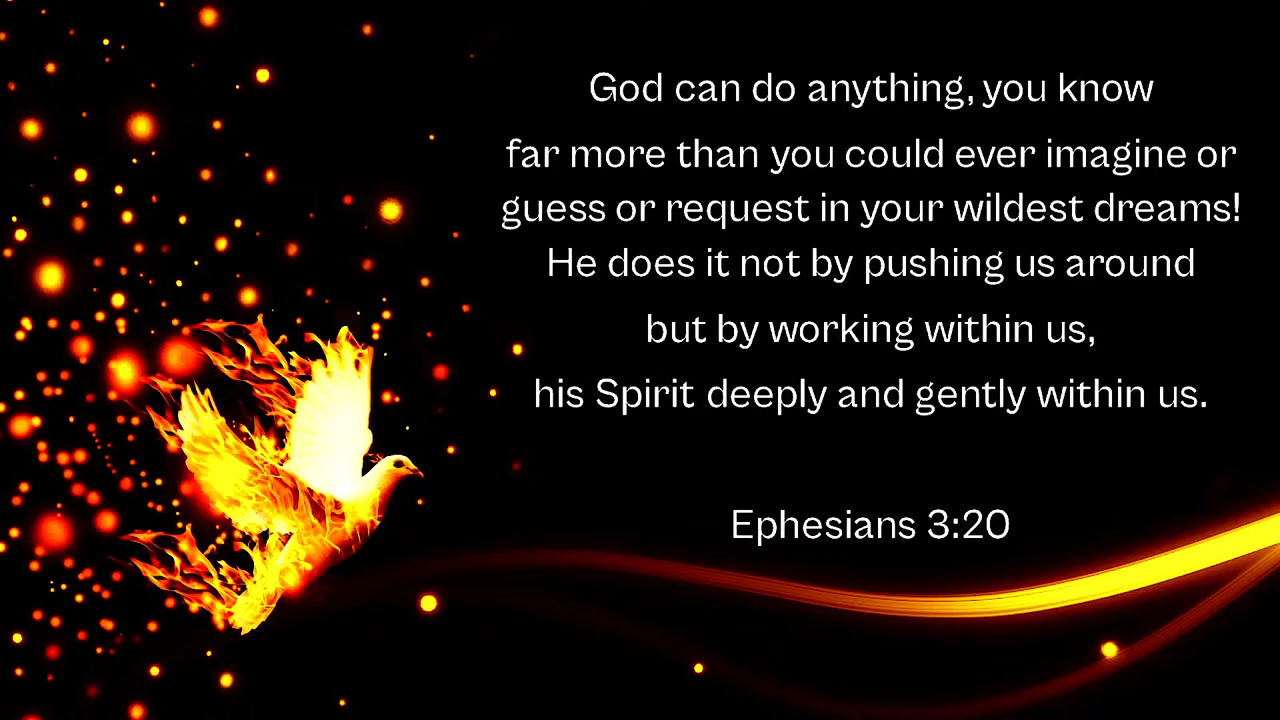 God can do anything, you know
far more than you could ever imagine or
guess or request in your wildest dreams!
He does it not by pushing us around
but by working within us,
his Spirit deeply and gently within us.
Ephesians 3:20